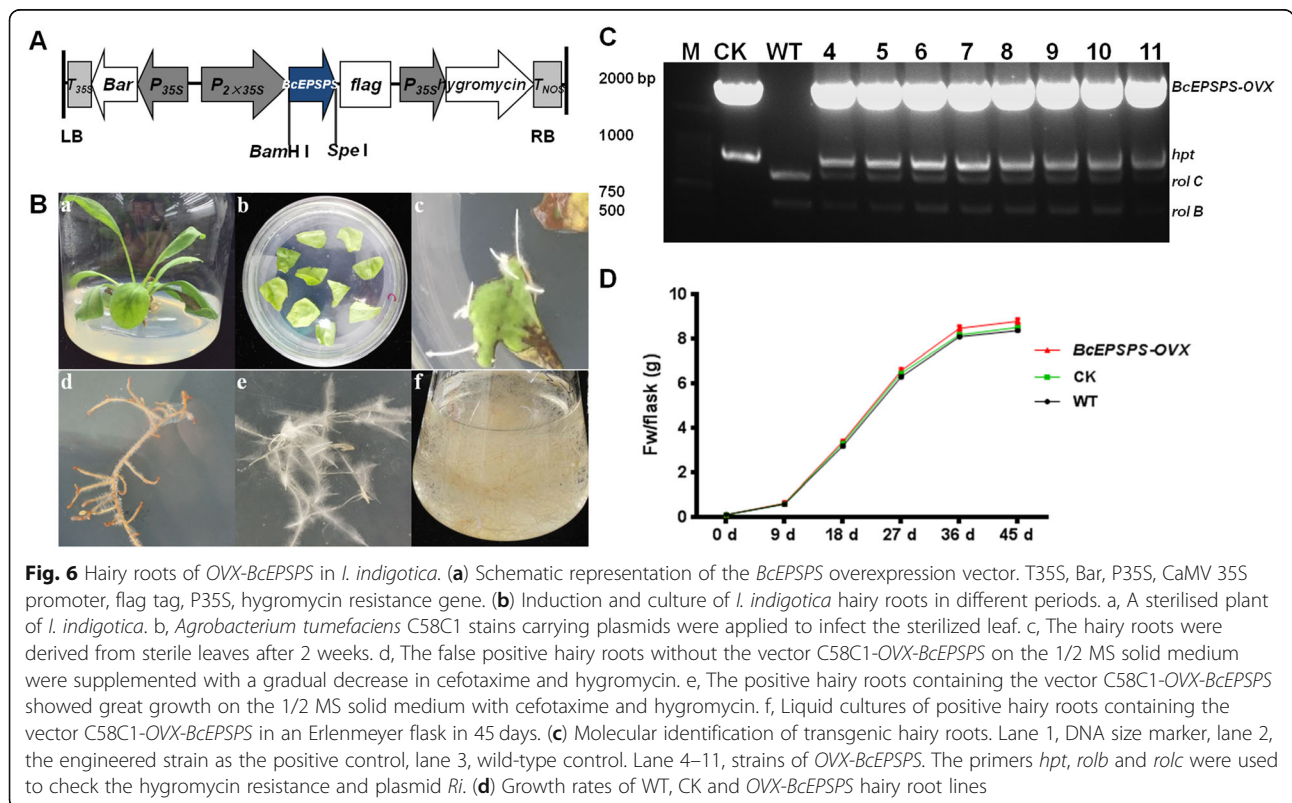 A
T35S Bar P35S P2×35S BcEPSPS flag P35S hygromycin TNOS
LB RB
BamH I Spe I
B
a b c
d e f
C
M CK WT 4 5 6 7 8 9 10 11
2000 bp
1000
750
500
BcEPSPS-OVX
hpt
rol C
rol B
D
Fw/flask (g)
10
8
6
4
2
0
0 d 9 d 18 d 27 d 36 d 45 d
BcEPSPS-OVX
CK
WT
Fig. 6 Hairy roots of OVX-BcEPSPS in I. indigotica. (a) Schematic representation of the BcEPSPS overexpression vector. T35S, Bar, P35S, CaMV 35S
promoter, flag tag, P35S, hygromycin resistance gene. (b) Induction and culture of I. indigotica hairy roots in different periods. a, A sterilised plant
of I. indigotica. b, Agrobacterium tumefaciens C58C1 stains carrying plasmids were applied to infect the sterilized leaf. c, The hairy roots were
derived from sterile leaves after 2 weeks. d, The false positive hairy roots without the vector C58C1-OVX-BcEPSPS on the 1/2 MS solid medium
were supplemented with a gradual decrease in cefotaxime and hygromycin. e, The positive hairy roots containing the vector C58C1-OVX-BcEPSPS
showed great growth on the 1/2 MS solid medium with cefotaxime and hygromycin. f, Liquid cultures of positive hairy roots containing the
vector C58C1-OVX-BcEPSPS in an Erlenmeyer flask in 45 days. (c) Molecular identification of transgenic hairy roots. Lane 1, DNA size marker, lane 2,
the engineered strain as the positive control, lane 3, wild-type control. Lane 4–11, strains of OVX-BcEPSPS. The primers hpt, rolb and rolc were used
to check the hygromycin resistance and plasmid Ri. (d) Growth rates of WT, CK and OVX-BcEPSPS hairy root lines